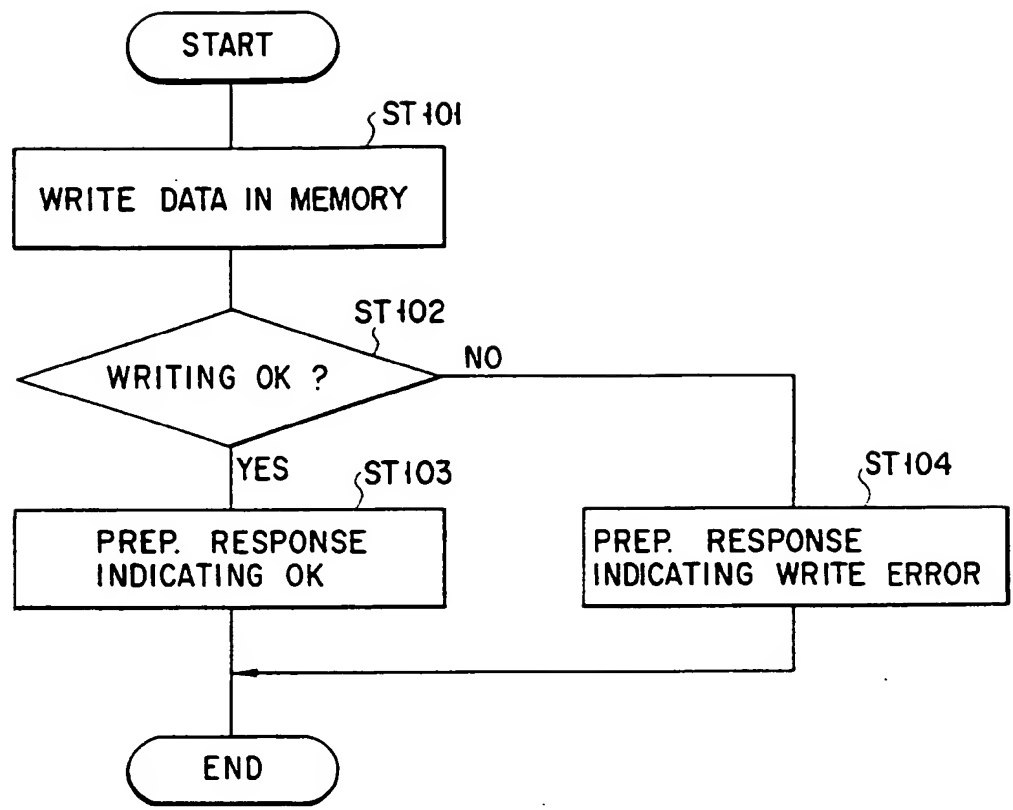 START
ST101
WRITE DATA IN MEMORY
ST102
WRITING OK ?
NO
YES
ST103
PREP. RESPONSE
INDICATING OK
ST104
PREP. RESPONSE
INDICATING WRITE ERROR
END